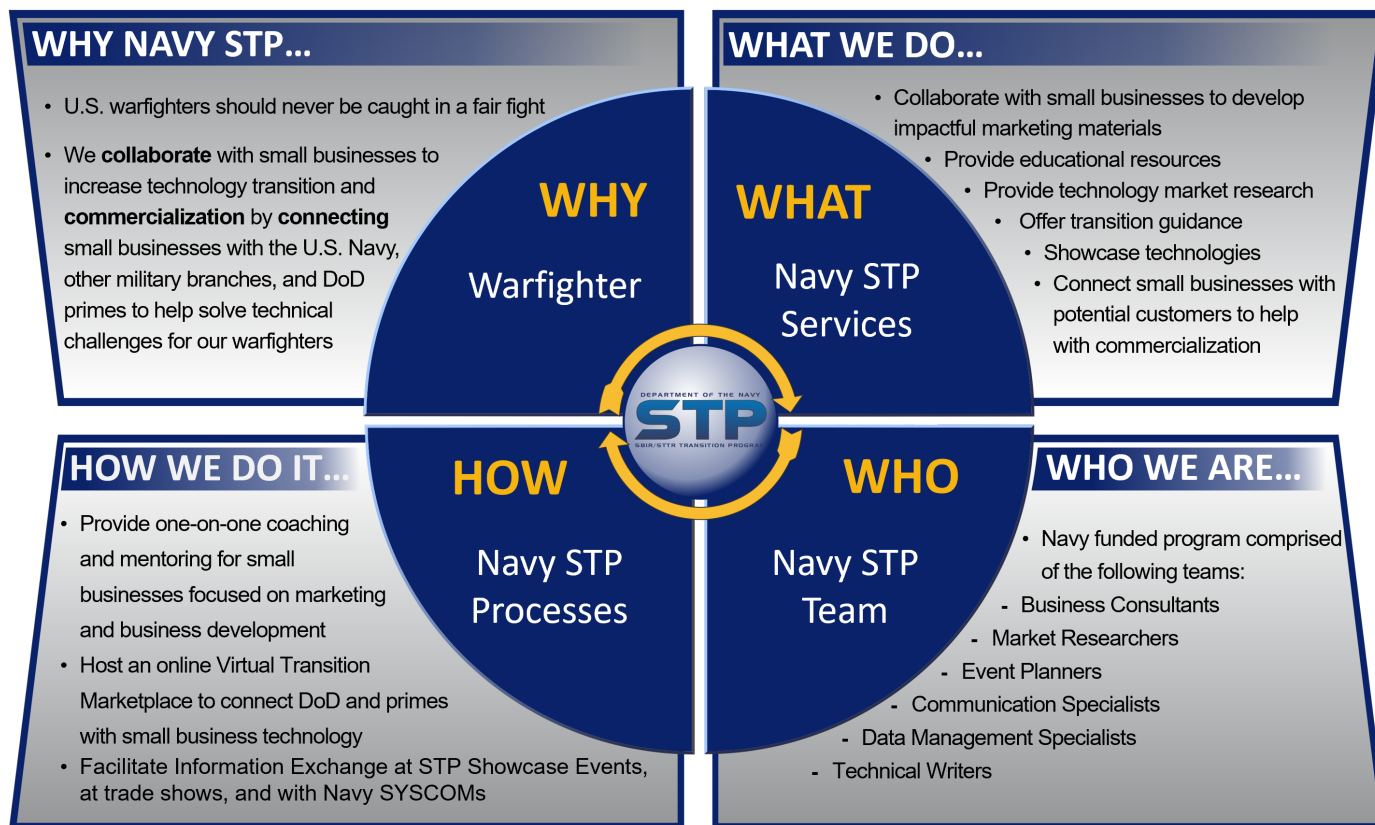 WHY NAVY STP...
• U.S. warfighters should never be caught in a fair fight
• We collaborate with small businesses to
increase technology transition and
commercialization by connecting
small businesses with the U.S. Navy,
other military branches, and DoD
primes to help solve technical
challenges for our warfighters
WHY
Warfighter
WHAT WE DO...
• Collaborate with small businesses to develop
impactful marketing materials
• Provide educational resources
• Provide technology market research
• Offer transition guidance
• Showcase technologies
• Connect small businesses with
potential customers to help
with commercialization
WHAT
Navy STP
Services
DEPARTMENT OF THE NAVY
STP
SBIR/STTR TRANSITION PROGRAM
HOW WE DO IT...
• Provide one-on-one coaching
and mentoring for small
businesses focused on marketing
and business development
• Host an online Virtual Transition
Marketplace to connect DoD and primes
with small business technology
• Facilitate Information Exchange at STP Showcase Events,
at trade shows, and with Navy SYSCOMs
HOW
Navy STP
Processes
WHO
Navy STP
Team
WHO WE ARE...
• Navy funded program comprised
of the following teams:
- Business Consultants
- Market Researchers
- Event Planners
- Communication Specialists
- Data Management Specialists
- Technical Writers